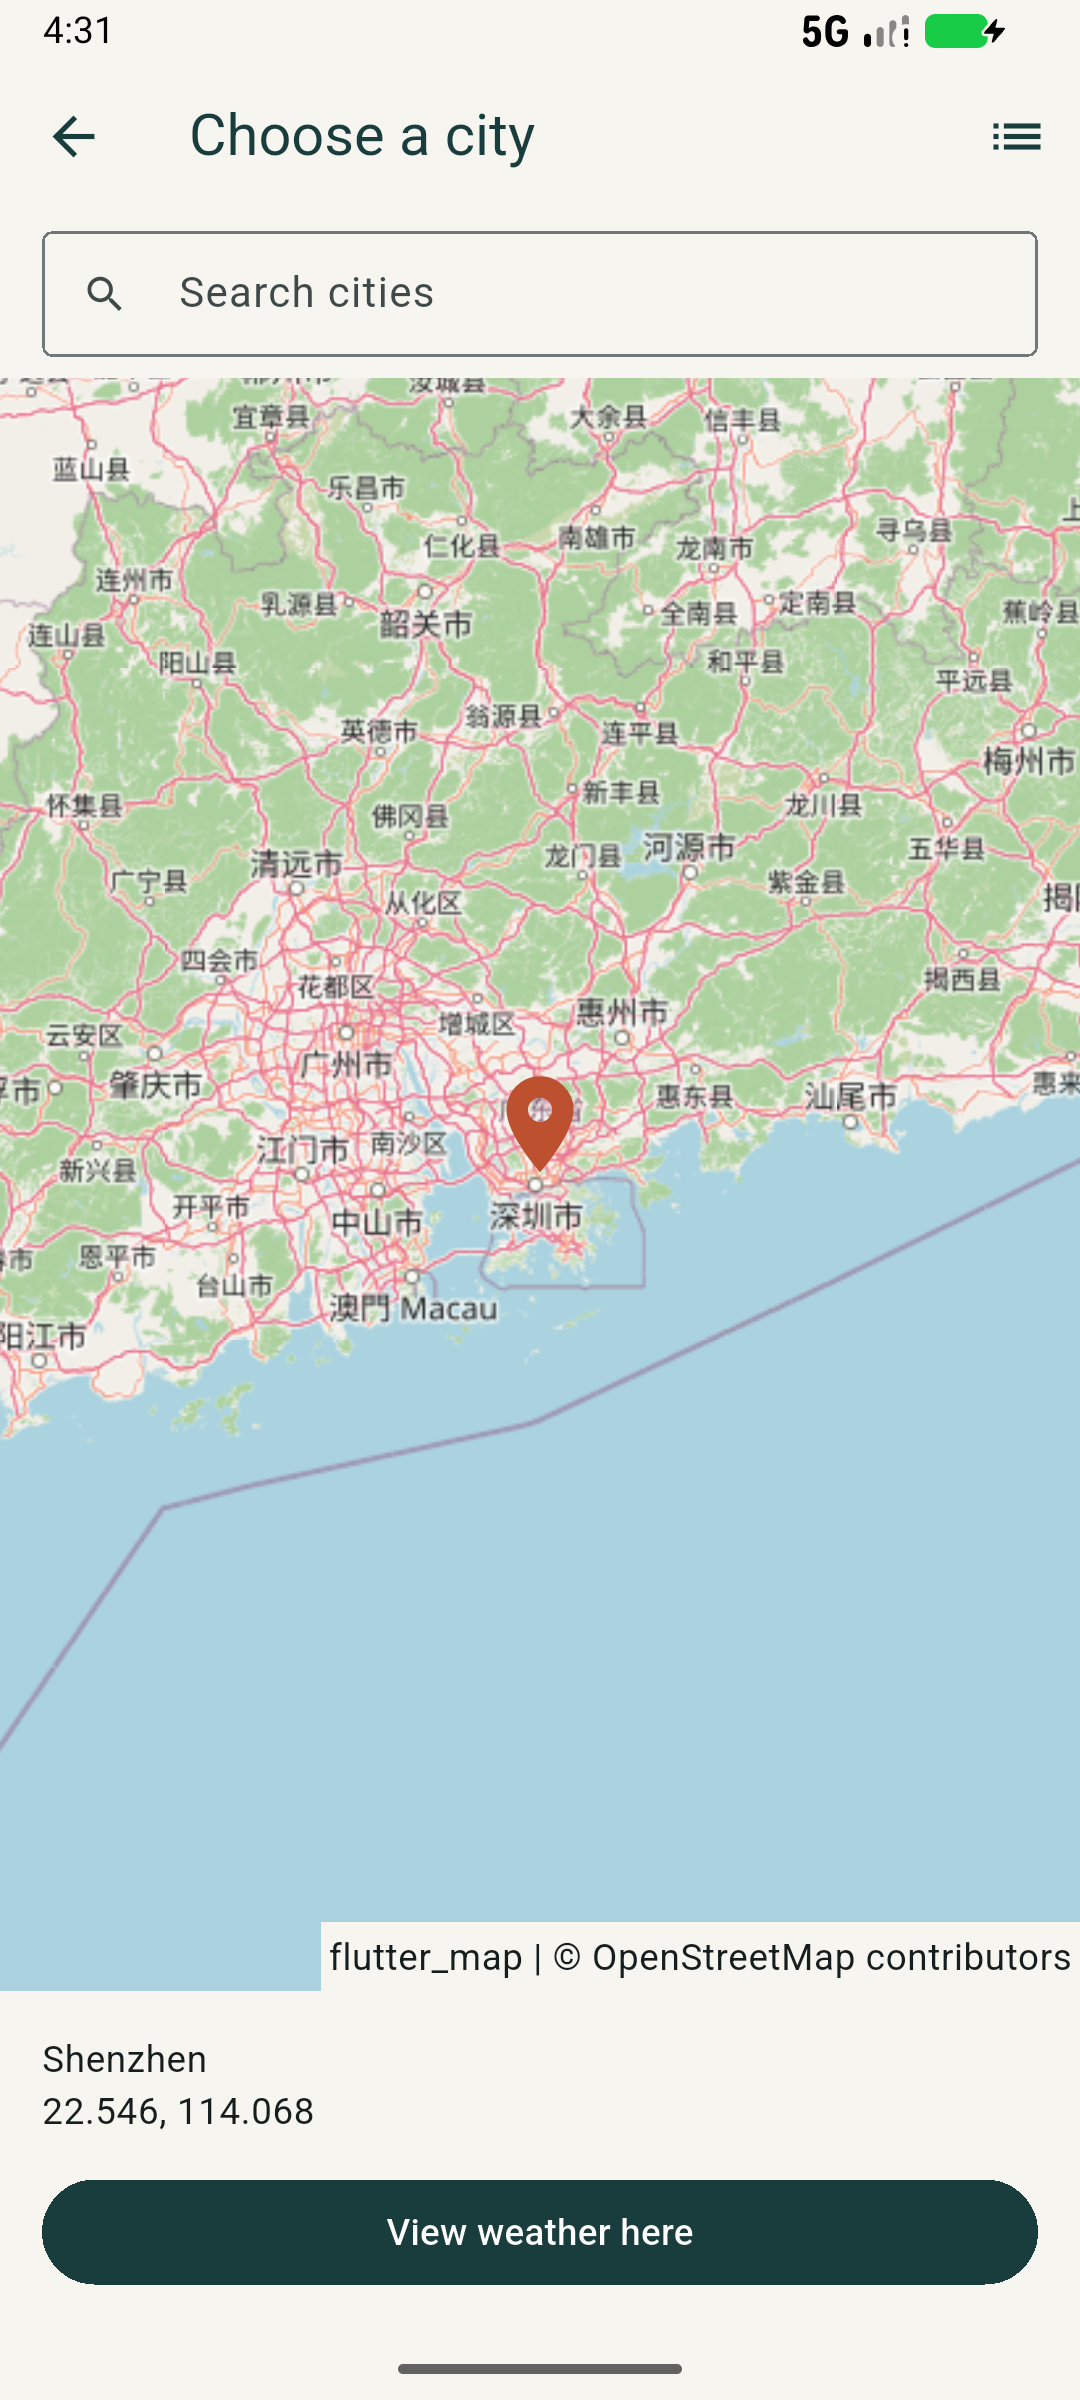 4:31
5G
Choose a city
Search cities
汝城县
宜章县
大余县
信丰县
蓝山县
乐昌市
仁化县
南雄市
龙南市
寻乌县
连州市
乳源县
韶关市
全南县
定南县
蕉岭县
连山县
阳山县
和平县
平远县
翁源县
英德市
连平县
梅州市
怀集县
佛冈县
新丰县
龙川县
清远市
龙门县
河源市
五华县
广宁县
从化区
紫金县
四会市
花都区
揭西县
云安区
增城区
惠州市
广州市
肇庆市
惠东县
汕尾市
江门市
南沙区
新兴县
开平市
中山市
深圳市
恩平市
台山市
澳門 Macau
阳江市
flutter_map | © OpenStreetMap contributors
Shenzhen
22.546, 114.068
View weather here